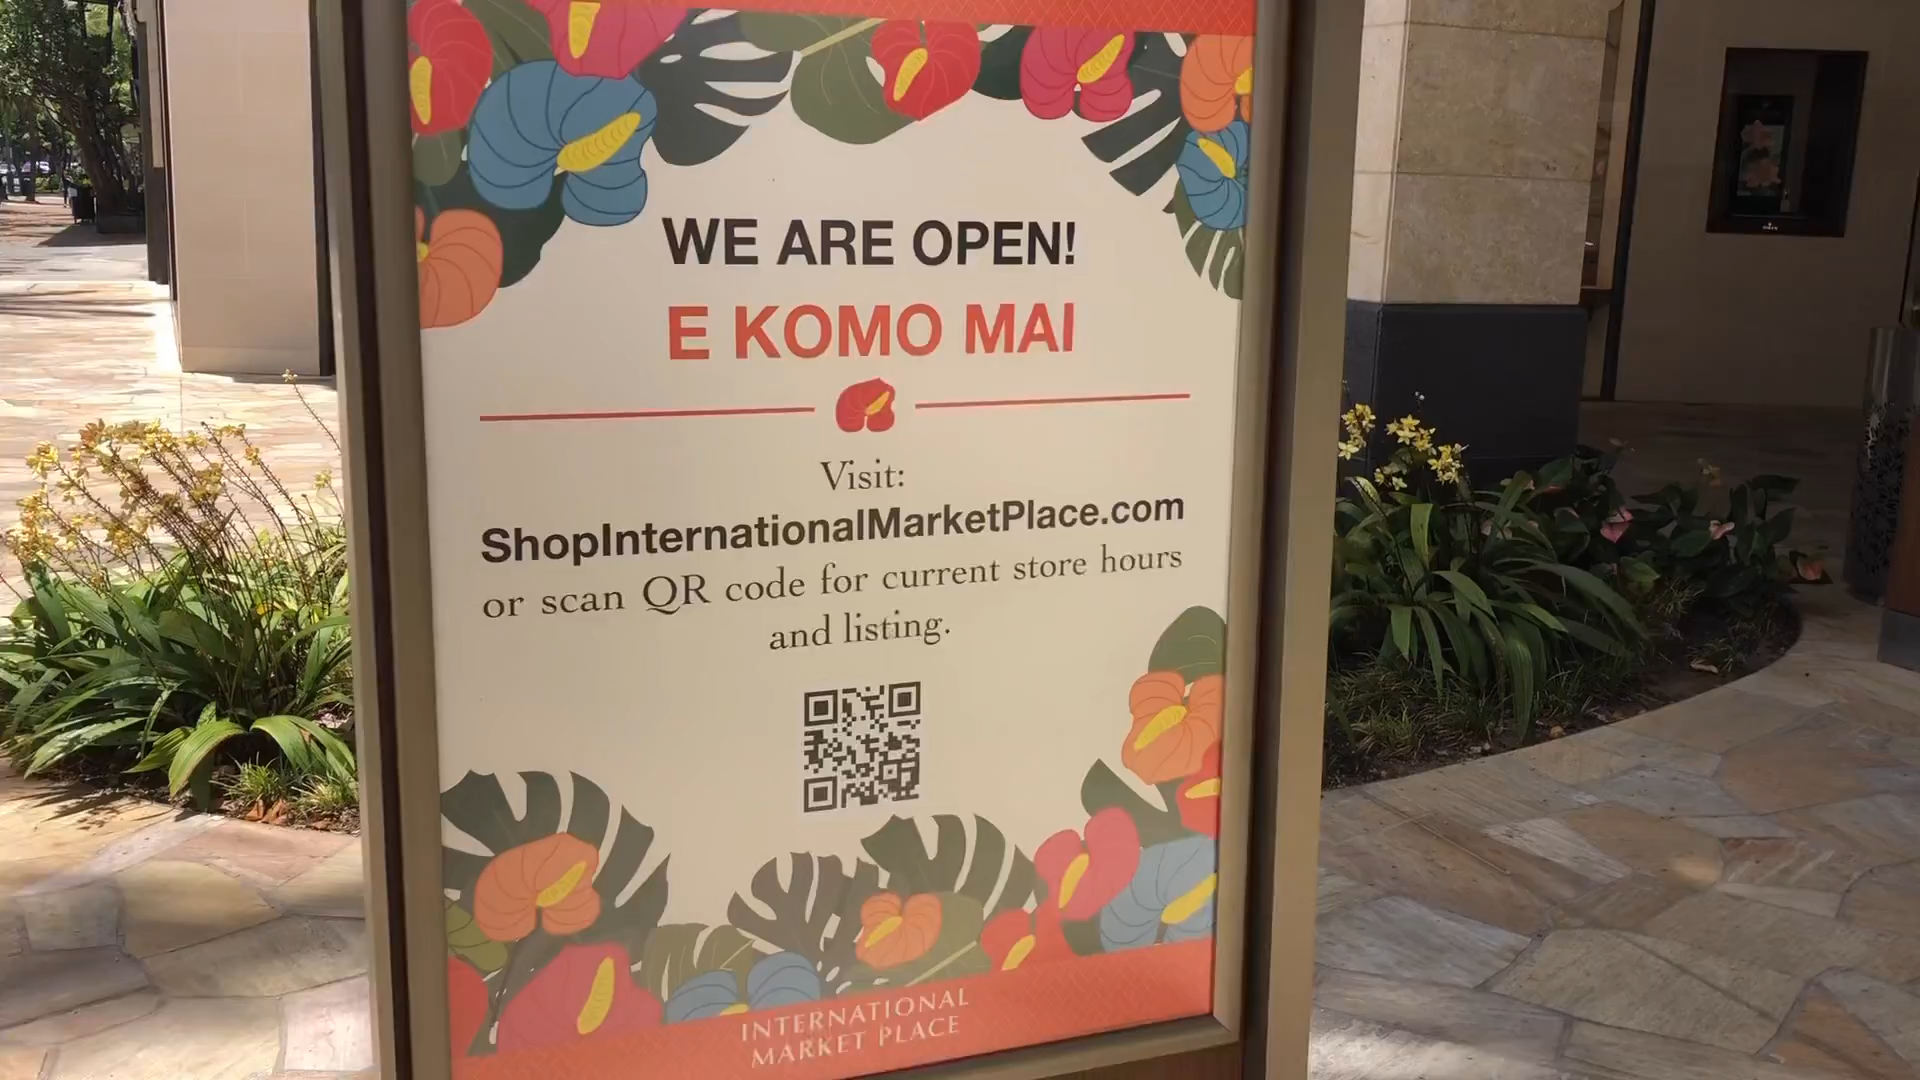 WE ARE OPEN!
E KOMO MAI
Visit:
ShopInternationalMarketPlace.com
or scan QR code for current store hours
and listing.
INTERNATIONAL
MARKET PLACE